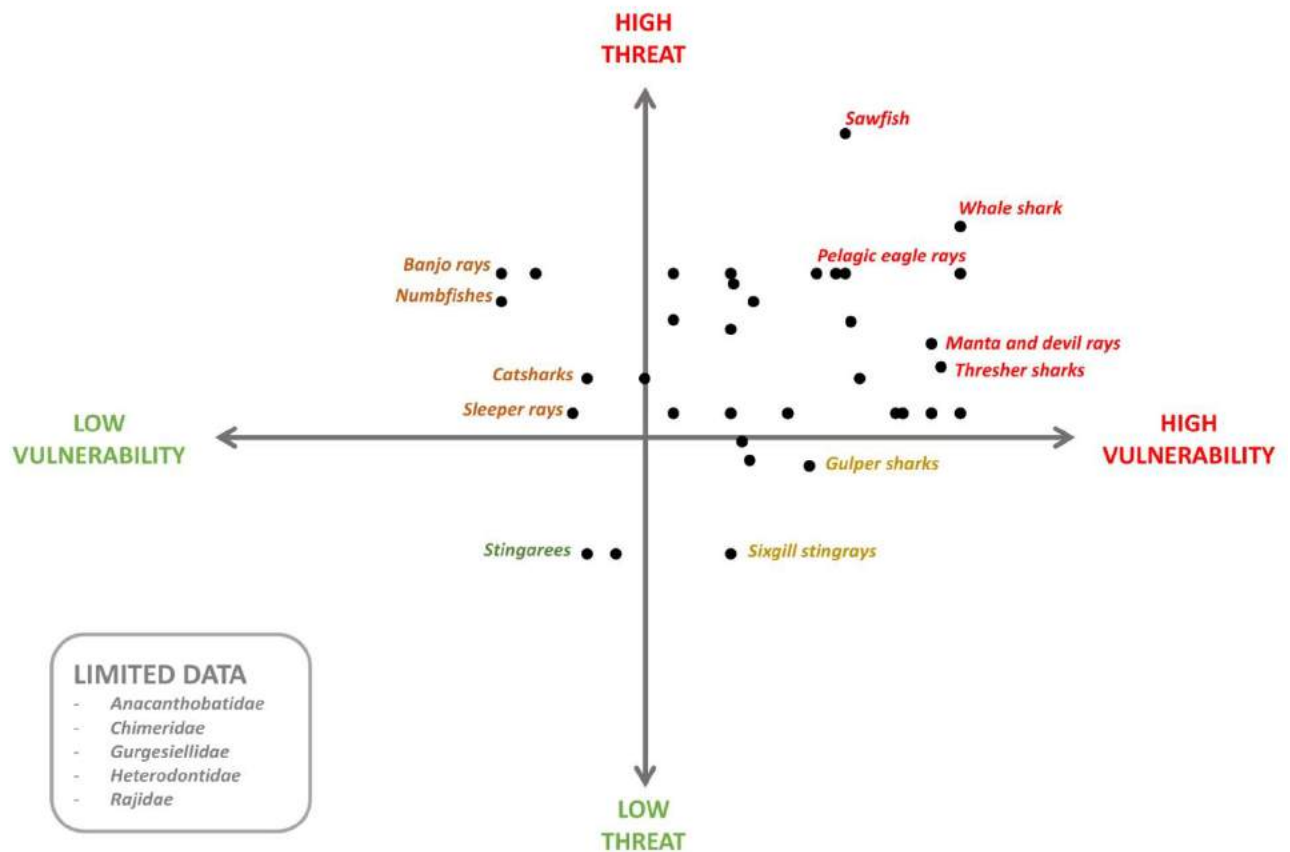 HIGH
THREAT
Sawfish
Whale shark
Pelagic eagle rays
Banjo rays
Numbfishes
Manta and devil rays
Thresher sharks
Catsharks
Sleeper rays
LOW
VULNERABILITY
HIGH
VULNERABILITY
Gulper sharks
Stingarees
Sixgill stingrays
LIMITED DATA
- Anacanthobatidae
- Chimeridae
- Gurgesiellidae
- Heterodontidae
- Rajidae
LOW
THREAT